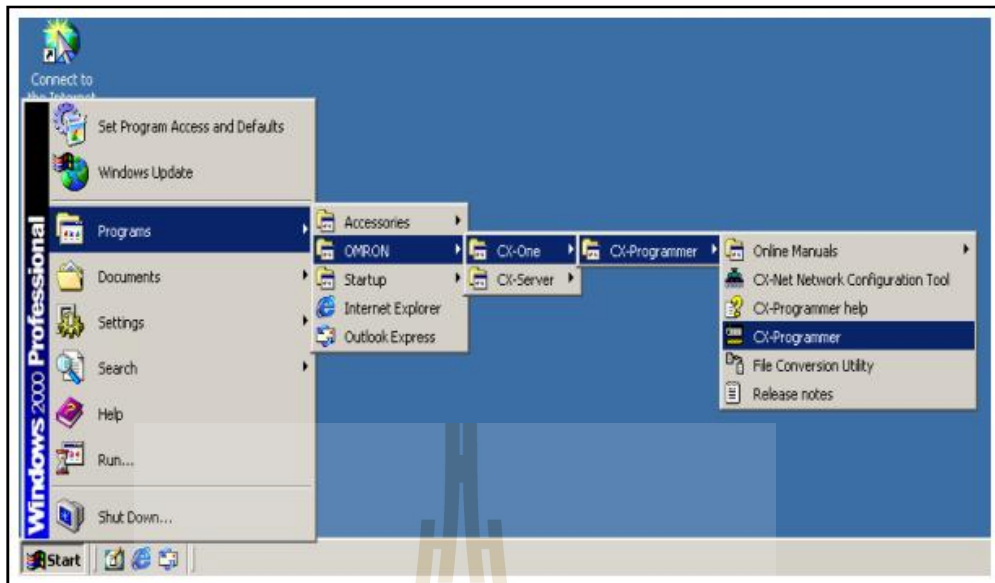 Connect to
the Internet
Set Program Access and Defaults
Windows Update
Programs
Documents
Settings
Search
Help
Run...
Shut Down...
Windows 2000 Professional
Accessories
OMRON
Startup
Internet Explorer
Outlook Express
CX-One
CX-Server
CX-Programmer
Online Manuals
CX-Net Network Configuration Tool
CX-Programmer help
CX-Programmer
File Conversion Utility
Release notes
Start